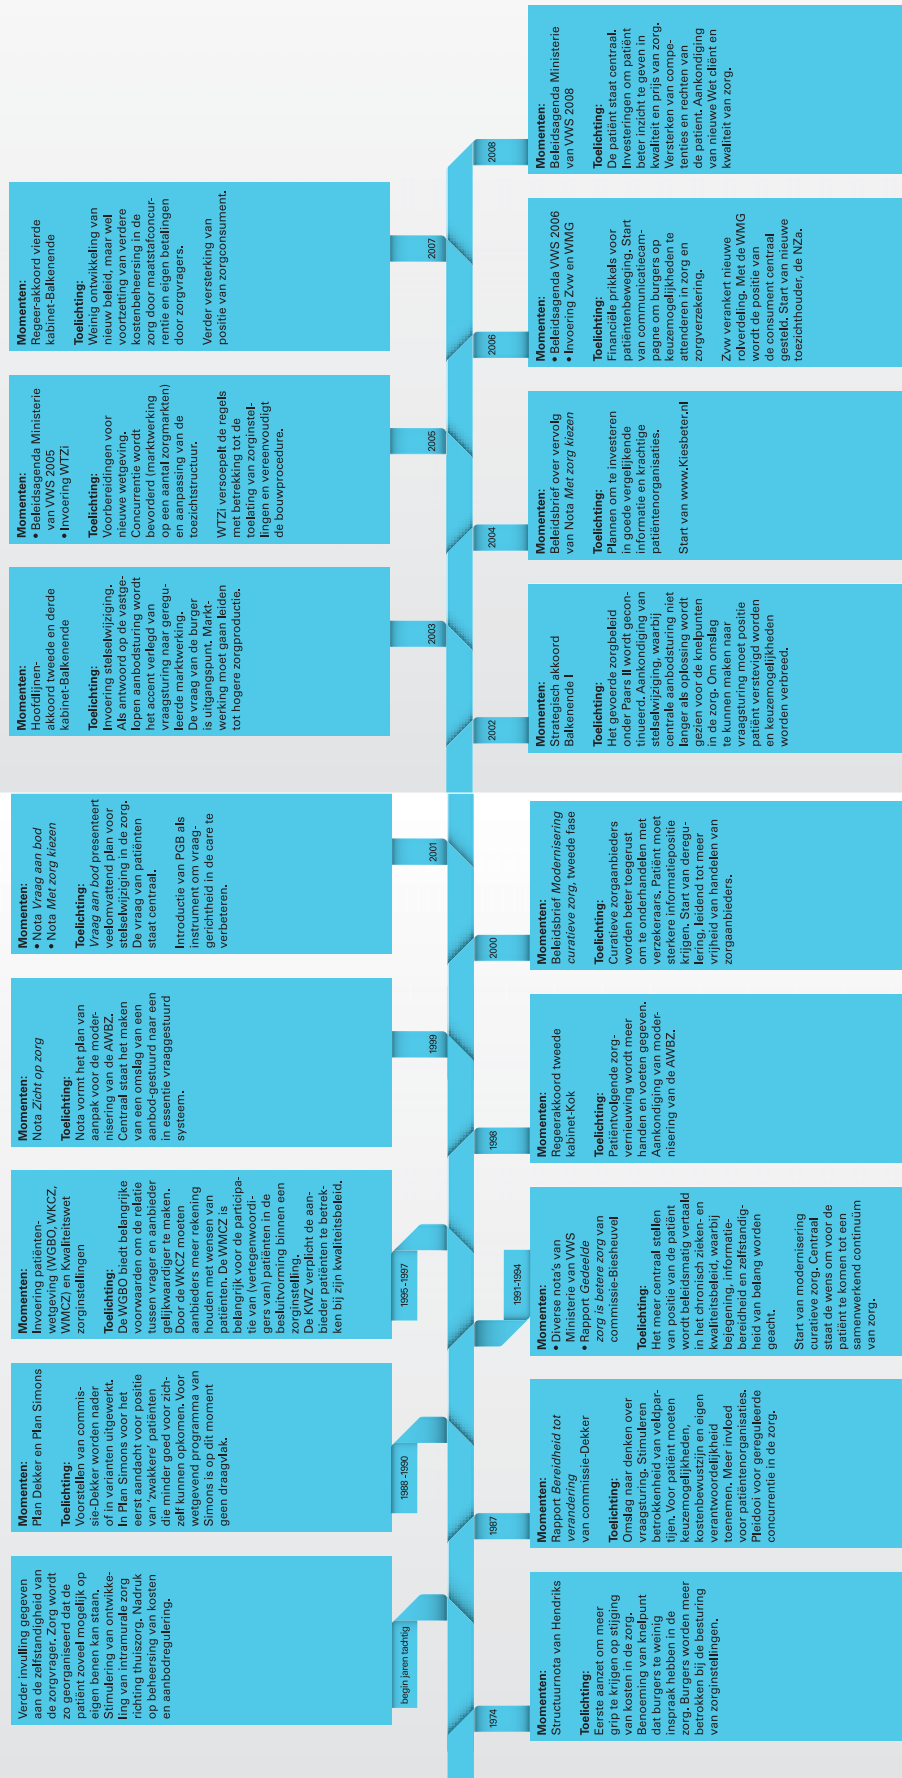 1974
Momenten:
Structuurnota van Hendriks
Toelichting:
Eerste aanzet om meer
grip te krijgen op stijging
van kosten in de zorg.
Benoeming van knelpunt
dat burgers te weinig
inspraak hebben in de
zorg. Burgers worden meer
betrokken bij de besturing
van zorginstellingen.
begin jaren tachtig
Verder invulling gegeven
aan de zelfstandigheid van
de zorgvrager. Zorg wordt
zo georganiseerd dat de
patiënt zoveel mogelijk op
eigen benen kan staan.
Stimulering van ontwikke-
ling van intramurale zorg
richting thuiszorg. Nadruk
op beheersing van kosten
en aanbodregulering.
1987
Momenten:
Rapport Bereidheid tot
verandering
van commissie-Dekker
Toelichting:
Omslag naar denken over
vraagsturing. Stimuleren
betrokkenheid van veldpar-
tijen. Voor patiënt moeten
keuzemogelijkheden,
kostenbewustzijn en eigen
verantwoordelijkheid
toenemen. Meer invloed
voor patiëntenorganisaties.
Pleidooi voor gereguleerde
concurrentie in de zorg.
1988 -1990
Momenten:
Plan Dekker en Plan Simons
Toelichting:
Voorstellen van commis-
sie-Dekker worden nader
of in varianten uitgewerkt.
In Plan Simons voor het
eerst aandacht voor positie
van ‘zwakkere’ patiënten
die minder goed voor zich-
zelf kunnen opkomen. Voor
wetgevend programma van
Simons is op dit moment
geen draagvlak.
1991-1994
Momenten:
• Diverse nota’s van
Ministerie van VWS
• Rapport Gedeelde
zorg is betere zorg van
commissie-Biesheuvel
Toelichting:
Het meer centraal stellen
van positie van de patiënt
wordt beleidsmatig vertaald
in het chronisch zieken- en
kwaliteitsbeleid, waarbij
bejegening, informatie-
bereidheid en zelfstandig-
heid van belang worden
geacht.
Start van modernisering
curatieve zorg. Centraal
staat de wens om voor de
patiënt te komen tot een
samenwerkend continuüm
van zorg.
1995-1997
Momenten:
Invoering patiënten-
wetgeving (WGBO, WKCZ,
WMCZ) en Kwaliteitswet
zorginstellingen
Toelichting:
De WGBO biedt belangrijke
voorwaarden om de relatie
tussen vrager en aanbieder
gelijkwaardiger te maken.
Door de WKCZ moeten
aanbieders meer rekening
houden met wensen van
patiënten. De WMCZ is
belangrijk voor de participa-
tie van (vertegenwoordi-
gers van) patiënten in de
besluitvorming binnen een
zorginstelling.
De KWZ verplicht de aan-
bieder patiënten te betrek-
ken bij zijn kwaliteitsbeleid.
1998
Momenten:
Regeerakkoord tweede
kabinet-Kok
Toelichting:
Patiëntvolgende zorg-
vernieuwing wordt meer
handen en voeten gegeven.
Aankondiging van moder-
nisering van de AWBZ.
1999
Momenten:
Nota Zicht op zorg
Toelichting:
Nota vormt het plan van
aanpak voor de moder-
nisering van de AWBZ.
Centraal staat het maken
van een omslag van een
aanbod-gestuurd naar een
in essentie vraaggestuurd
systeem.
2000
Momenten:
Beleidsbrief Modernisering
curatieve zorg, tweede fase
Toelichting:
Curatieve zorgaanbieders
worden beter toegerust
om te onderhandelen met
verzekeraars. Patiënt moet
sterkere informatiepositie
krijgen. Start van deregu-
lering, leidend tot meer
vrijheid van handelen van
zorgaanbieders.
2001
Momenten:
• Nota Vraag aan bod
• Nota Met zorg kiezen
Toelichting:
Vraag aan bod presenteert
veelomvattend plan voor
stelselwijziging in de zorg.
De vraag van patiënten
staat centraal.
Introductie van PGB als
instrument om vraag-
gerichtheid in de care te
verbeteren.
2002
Momenten:
Strategisch akkoord
Balkenende I
Toelichting:
Het gevoerde zorgbeleid
onder Paars II wordt gecon-
tinueerd. Aankondiging van
stelselwijziging, waarbij
centrale aanbodsturing niet
langer als oplossing wordt
gezien voor de knelpunten
in de zorg. Om omslag
te kunnen maken naar
vraagsturing moet positie
patiënt verstevigd worden
en keuzemogelijkheden
worden verbreed.
2003
Momenten:
Hoofdlijnen-
akkoord tweede en derde
kabinet-Balkenende
Toelichting:
Invoering stelselwijziging.
Als antwoord op de vastge-
lopen aanbodsturing wordt
het accent verlegd van
vraagsturing naar geregu-
leerde marktwerking.
De vraag van de burger
is uitgangspunt. Markt-
werking moet gaan leiden
tot hogere zorgproductie.
2004
Momenten:
Beleidsbrief over vervolg
van Nota Met zorg kiezen
Toelichting:
Plannen om te investeren
in goede vergelijkende
informatie en krachtige
patiëntenorganisaties.
Start van www.Kiesbeter.nl
2005
Momenten:
• Beleidsagenda Ministerie
van VWS 2005
• Invoering WTZi
Toelichting:
Voorbereidingen voor
nieuwe wetgeving.
Concurrentie wordt
bevorderd (marktwerking
op een aantal zorgmarkten)
en aanpassing van de
toezichtstructuur.
WTZi versoepelt de regels
met betrekking tot de
toelating van zorginstel-
lingen en vereenvoudigt
de bouwprocedure.
2006
Momenten:
• Beleidsagenda VWS 2006
• Invoering Zvw en WMG
Toelichting:
Financiële prikkels voor
patiëntenbeweging. Start
van communicatiecam-
pagne om burgers op
keuzemogelijkheden te
attenderen in zorg en
zorgverzekering.
Zvw verankert nieuwe
rolverdeling. Met de WMG
wordt de positie van
de consument centraal
gesteld. Start van nieuwe
toezichthouder, de NZa.
2007
Momenten:
Regeer-akkoord vierde
kabinet-Balkenende
Toelichting:
Weinig ontwikkeling van
nieuw beleid, maar wel
voortzetting van verdere
kostenbeheersing in de
zorg door maatstafconcur-
rentie en eigen betalingen
door zorgvragers.
Verder versterking van
positie van zorgconsument.
2008
Momenten:
Beleidsagenda Ministerie
van VWS 2008
Toelichting:
De patiënt staat centraal.
Investeringen om patiënt
beter inzicht te geven in
kwaliteit en prijs van zorg.
Versterken van compe-
tenties en rechten van
de patient. Aankondiging
van nieuwe Wet cliënt en
kwaliteit van zorg.